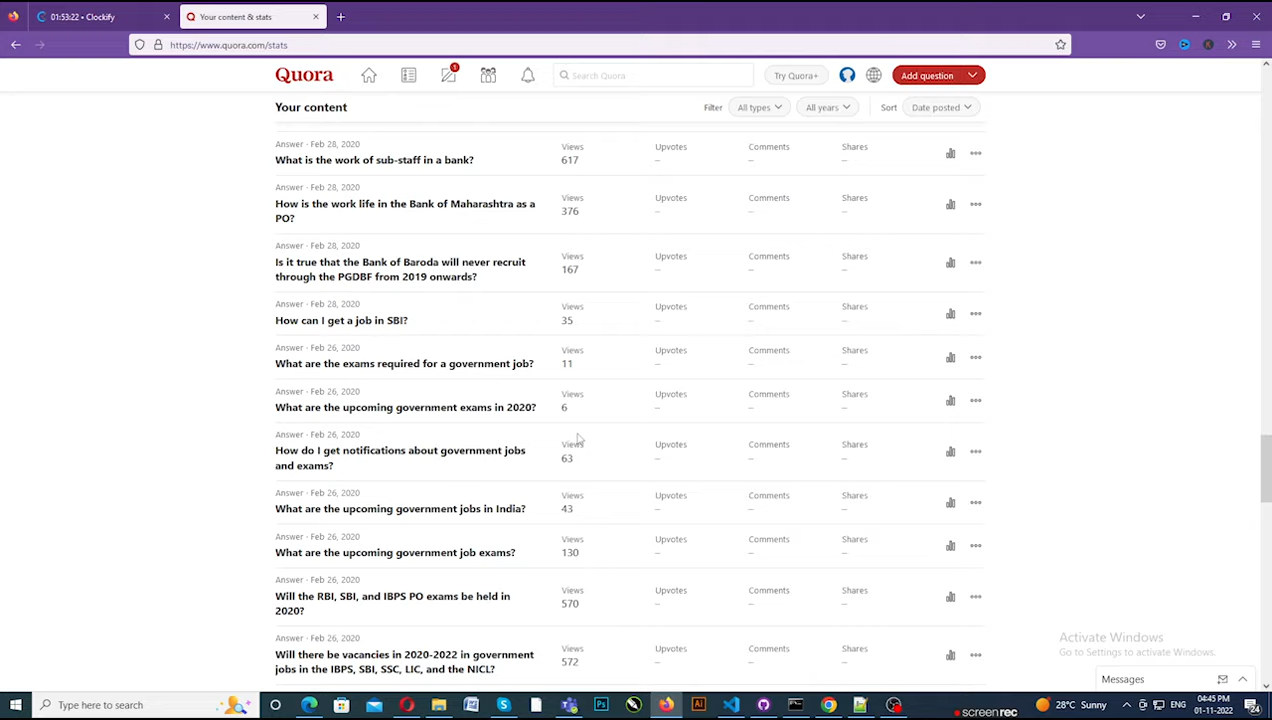 01:53:22 • Clockify
Your content & stats
https://www.quora.com/stats
Quora
1
Search Quora
Try Quora+
Add question
Your content
Filter
All types
All years
Sort
Date posted
Answer · Feb 28, 2020
What is the work of sub-staff in a bank?
Views
617
Upvotes
–
Comments
–
Shares
–
Answer · Feb 28, 2020
How is the work life in the Bank of Maharashtra as a
PO?
Views
376
Upvotes
–
Comments
–
Shares
–
Answer · Feb 28, 2020
Is it true that the Bank of Baroda will never recruit
through the PGDBF from 2019 onwards?
Views
167
Upvotes
–
Comments
–
Shares
–
Answer · Feb 28, 2020
How can I get a job in SBI?
Views
35
Upvotes
–
Comments
–
Shares
–
Answer · Feb 26, 2020
What are the exams required for a government job?
Views
11
Upvotes
–
Comments
–
Shares
–
Answer · Feb 26, 2020
What are the upcoming government exams in 2020?
Views
6
Upvotes
–
Comments
–
Shares
–
Answer · Feb 26, 2020
How do I get notifications about government jobs
and exams?
Views
63
Upvotes
–
Comments
–
Shares
–
Answer · Feb 26, 2020
What are the upcoming government jobs in India?
Views
43
Upvotes
–
Comments
–
Shares
–
Answer · Feb 26, 2020
What are the upcoming government job exams?
Views
130
Upvotes
–
Comments
–
Shares
–
Answer · Feb 26, 2020
Will the RBI, SBI, and IBPS PO exams be held in
2020?
Views
570
Upvotes
–
Comments
–
Shares
–
Answer · Feb 26, 2020
Will there be vacancies in 2020-2022 in government
jobs in the IBPS, SBI, SSC, LIC, and the NICL?
Views
572
Upvotes
–
Comments
–
Shares
–
Activate Windows
Go to Settings to activate Windows.
Messages
Type here to search
28°C Sunny
04:45 PM
01-11-2022
24
screenrec